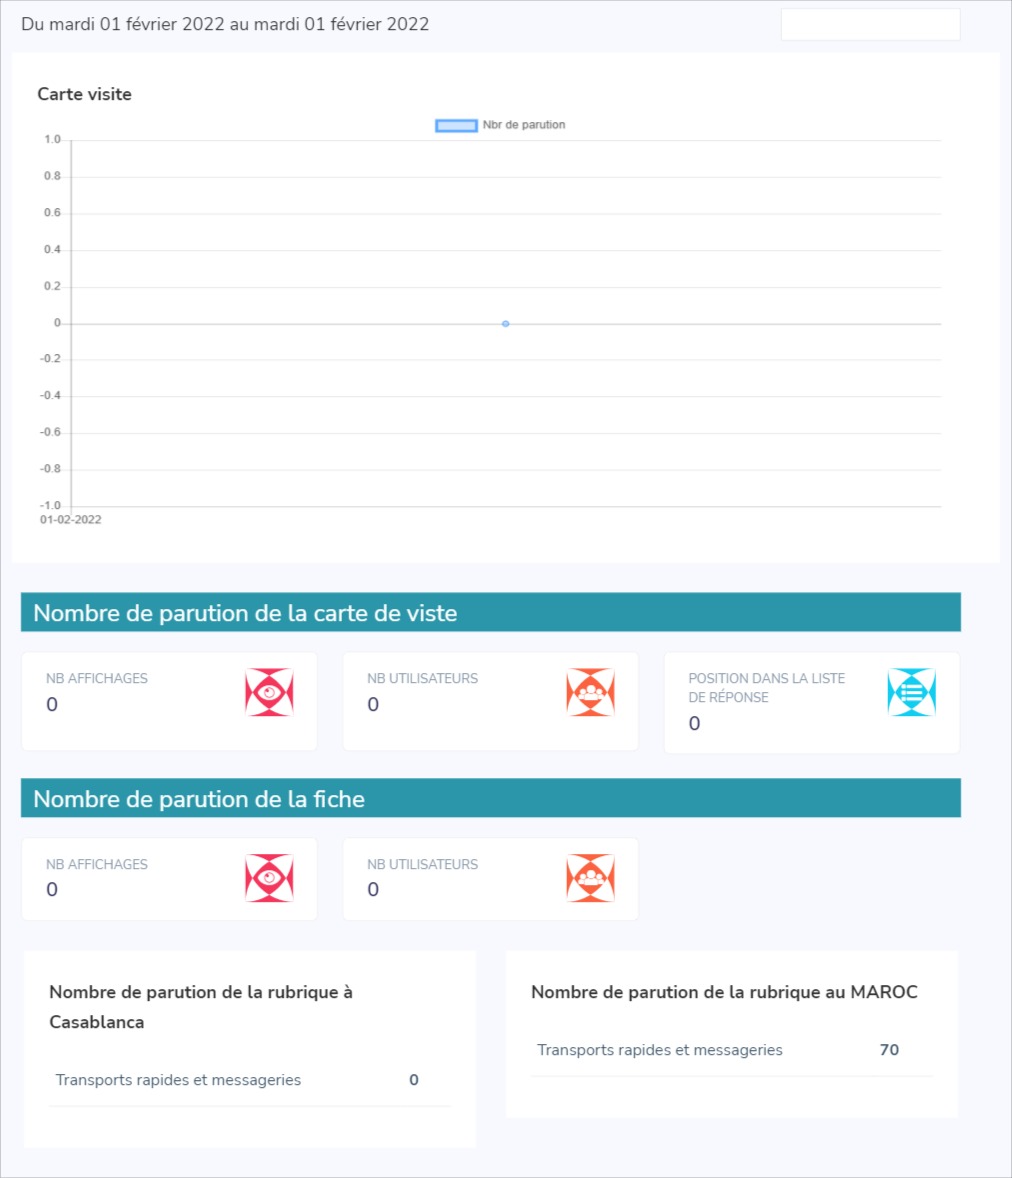 Du mardi 01 février 2022 au mardi 01 février 2022
Carte visite
Nbr de parution
1.0
0.8
0.6
0.4
0.2
0
-0.2
-0.4
-0.6
-0.8
-1.0
01-02-2022
Nombre de parution de la carte de viste
NB AFFICHAGES
0
NB UTILISATEURS
0
POSITION DANS LA LISTE
DE RÉPONSE
0
Nombre de parution de la fiche
NB AFFICHAGES
0
NB UTILISATEURS
0
Nombre de parution de la rubrique à
Casablanca
Transports rapides et messageries 0
Nombre de parution de la rubrique au MAROC
Transports rapides et messageries 70